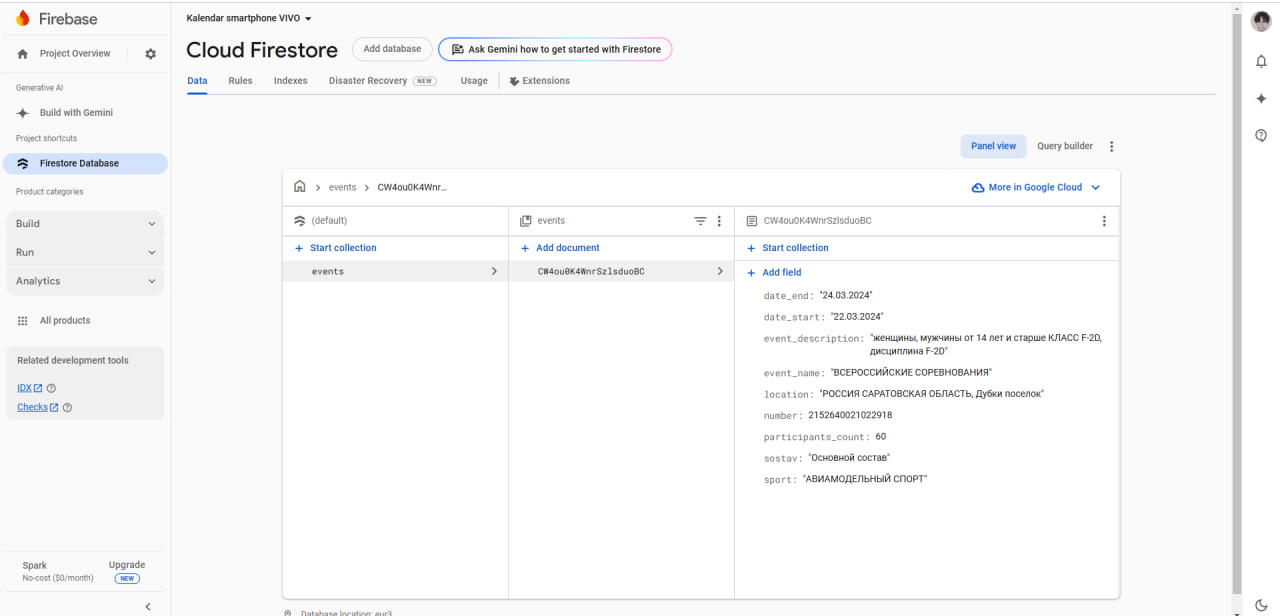 Firebase
Project Overview
Generative AI
Build with Gemini
Project shortcuts
Firestore Database
Product categories
Build
Run
Analytics
All products
Related development tools
IDX
Checks
Spark
No-cost ($0/month)
Upgrade
NEW
Kalendar smartphone VIVO
Cloud Firestore
Add database
Ask Gemini how to get started with Firestore
Data
Rules
Indexes
Disaster Recovery NEW
Usage
Extensions
Panel view
Query builder
events
CW4ou0K4Wnr...
More in Google Cloud
(default)
Start collection
events
events
Add document
CW4ou0K4WnrSzlsduoBC
CW4ou0K4WnrSzlsduoBC
Start collection
Add field
date_end: "24.03.2024"
date_start: "22.03.2024"
event_description: "женщины, мужчины от 14 лет и старше КЛАСС F-2D,
дисциплина F-2D"
event_name: "ВСЕРОССИЙСКИЕ СОРЕВНОВАНИЯ"
location: "РОССИЯ САРАТОВСКАЯ ОБЛАСТЬ, Дубки поселок"
number: 2152640021022918
participants_count: 60
sostav: "Основной состав"
sport: "АВИАМОДЕЛЬНЫЙ СПОРТ"
Database location: eur3